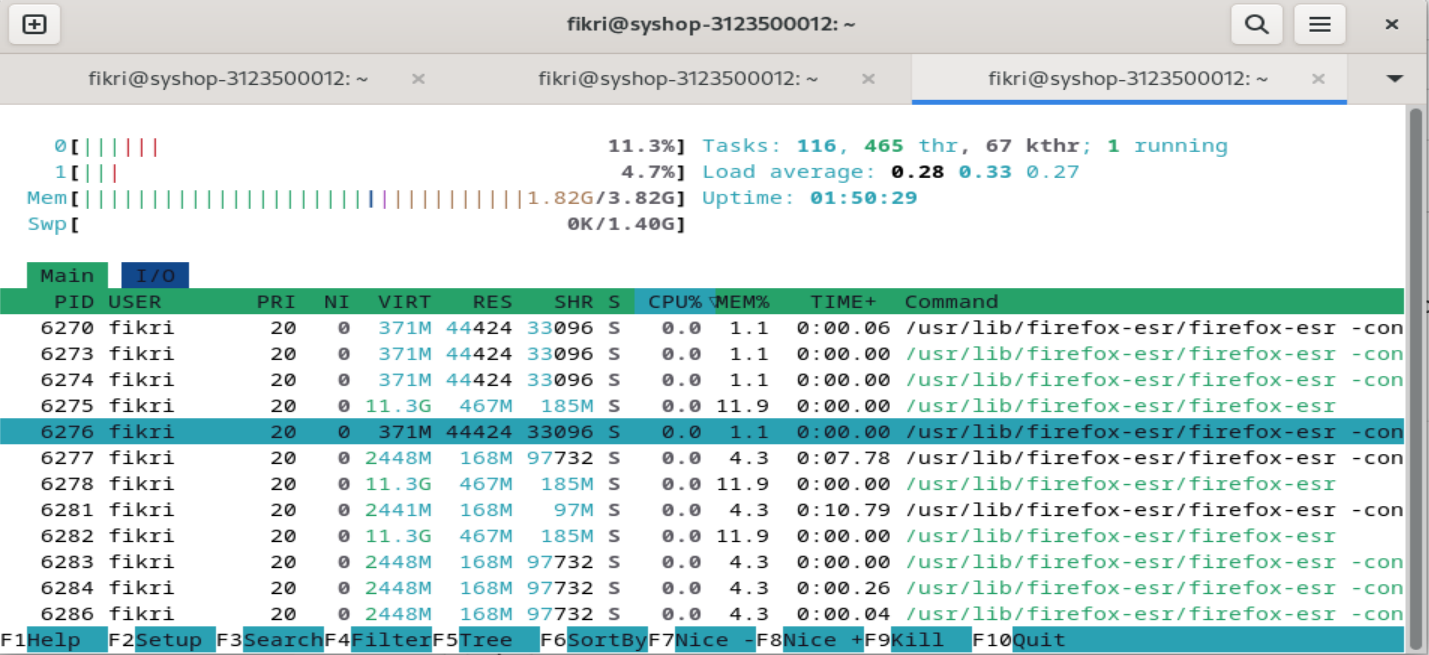 fikri@syshop-3123500012: ~
fikri@syshop-3123500012: ~ × fikri@syshop-3123500012: ~ × fikri@syshop-3123500012: ~ ×
0[|||||| 11.3%] Tasks: 116, 465 thr, 67 kthr; 1 running
1[||| 4.7%] Load average: 0.28 0.33 0.27
Mem[|||||||||||||||||||||||||||||||||1.82G/3.82G] Uptime: 01:50:29
Swp[ 0K/1.40G]
Main I/O
PID USER PRI NI VIRT RES SHR S CPU%▽MEM% TIME+ Command
6270 fikri 20 0 371M 44424 33096 S 0.0 1.1 0:00.06 /usr/lib/firefox-esr/firefox-esr -con
6273 fikri 20 0 371M 44424 33096 S 0.0 1.1 0:00.00 /usr/lib/firefox-esr/firefox-esr -con
6274 fikri 20 0 371M 44424 33096 S 0.0 1.1 0:00.00 /usr/lib/firefox-esr/firefox-esr -con
6275 fikri 20 0 11.3G 467M 185M S 0.0 11.9 0:00.00 /usr/lib/firefox-esr/firefox-esr
6276 fikri 20 0 371M 44424 33096 S 0.0 1.1 0:00.00 /usr/lib/firefox-esr/firefox-esr -con
6277 fikri 20 0 2448M 168M 97732 S 0.0 4.3 0:07.78 /usr/lib/firefox-esr/firefox-esr -con
6278 fikri 20 0 11.3G 467M 185M S 0.0 11.9 0:00.00 /usr/lib/firefox-esr/firefox-esr
6281 fikri 20 0 2441M 168M 97M S 0.0 4.3 0:10.79 /usr/lib/firefox-esr/firefox-esr -con
6282 fikri 20 0 11.3G 467M 185M S 0.0 11.9 0:00.00 /usr/lib/firefox-esr/firefox-esr
6283 fikri 20 0 2448M 168M 97732 S 0.0 4.3 0:00.00 /usr/lib/firefox-esr/firefox-esr -con
6284 fikri 20 0 2448M 168M 97732 S 0.0 4.3 0:00.26 /usr/lib/firefox-esr/firefox-esr -con
6286 fikri 20 0 2448M 168M 97732 S 0.0 4.3 0:00.04 /usr/lib/firefox-esr/firefox-esr -con
F1Help F2Setup F3SearchF4FilterF5Tree F6SortByF7Nice -F8Nice +F9Kill F10Quit